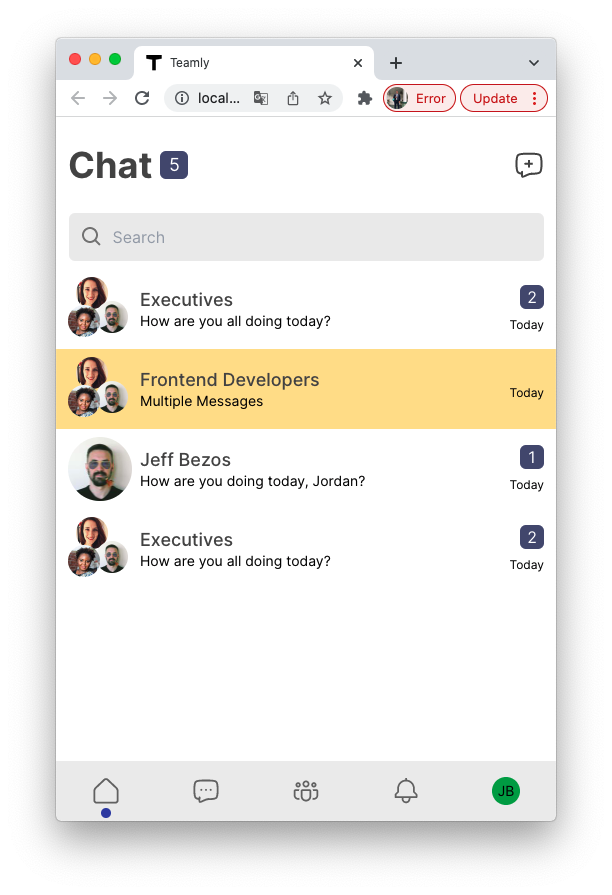 Teamly
local...
Error
Update
Chat 5
Search
Executives
2
How are you all doing today?
Today
Frontend Developers
Multiple Messages
Today
Jeff Bezos
1
How are you doing today, Jordan?
Today
Executives
2
How are you all doing today?
Today
JB